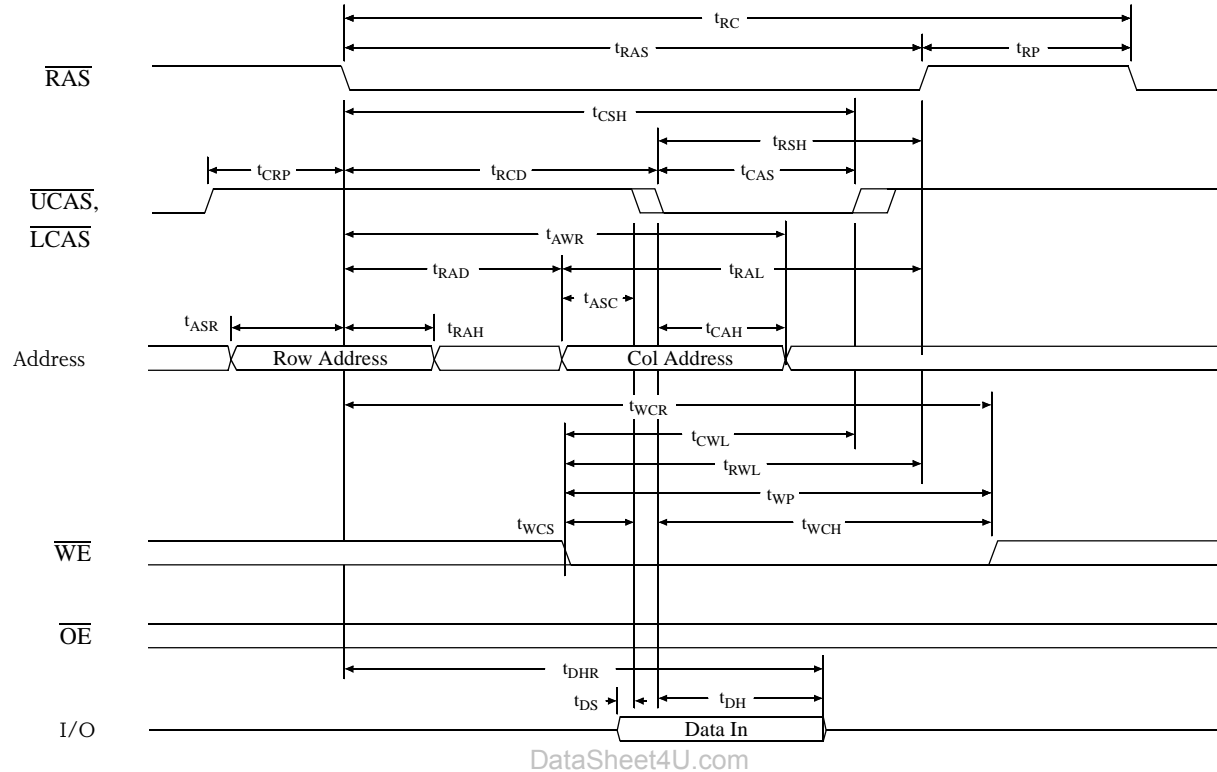 tRC
tRAS
tRP
RAS
tCSH
tRSH
tCRP
tRCD
tCAS
UCAS,
LCAS
tAWR
tRAD
tRAL
tASC
tASR
tRAH
tCAH
Address
Row Address
Col Address
tWCR
tCWL
tRWL
tWP
tWCS
tWCH
WE
OE
tDHR
tDS
tDH
I/O
Data In
DataSheet4U.com